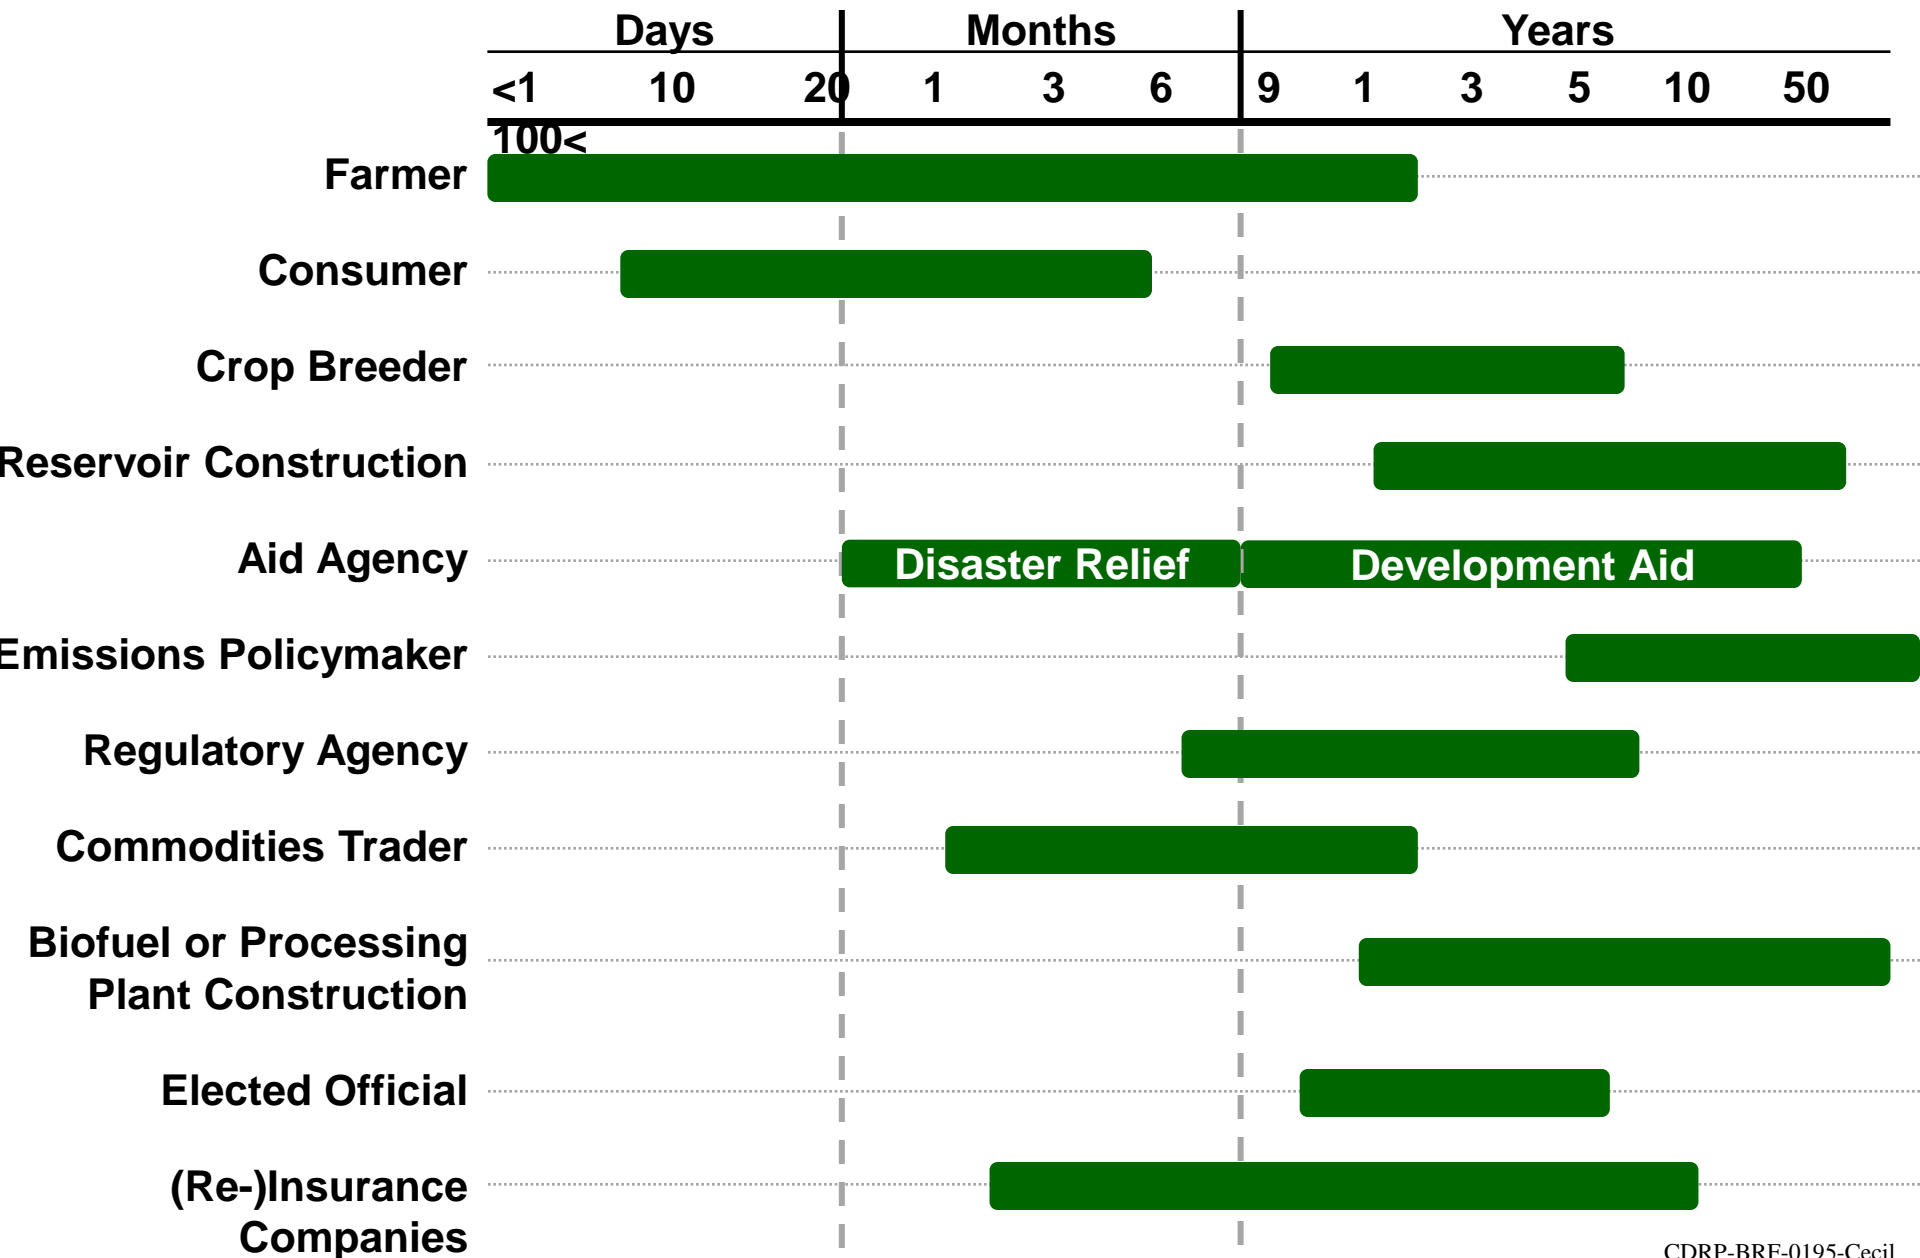 Days Months Years
<1 10 20 1 3 6 9 1 3 5 10 50
100<
Farmer
Consumer
Crop Breeder
Reservoir Construction
Aid Agency Disaster Relief Development Aid
Emissions Policymaker
Regulatory Agency
Commodities Trader
Biofuel or Processing
Plant Construction
Elected Official
(Re-)Insurance
Companies
CDRP-BRF-0195-Cecil